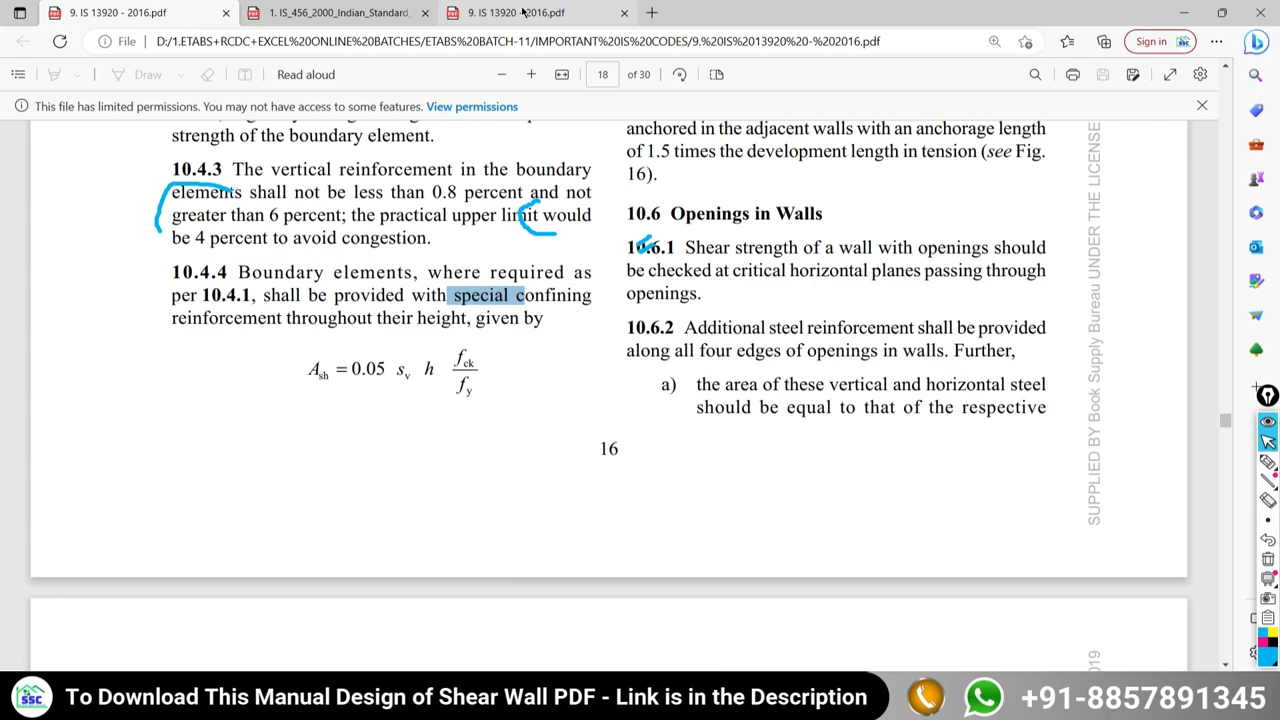 9. IS 13920 - 2016.pdf
1. IS_456_2000_Indian_Standard_
9. IS 13920 - 2016.pdf
File
D:/1.ETABS+RCDC+EXCEL%20ONLINE%20BATCHES/ETABS%20BATCH-11/IMPORTANT%20IS%20CODES/9.%20IS%2013920%20-%202016.pdf
Sign in
SSC
Draw
Read aloud
18 of 30
This file has limited permissions. You may not have access to some features. View permissions
strength of the boundary element.
10.4.3 The vertical reinforcement in the boundary
elements shall not be less than 0.8 percent and not
greater than 6 percent; the practical upper limit would
be 4 percent to avoid congestion.
10.4.4 Boundary elements, where required as
per 10.4.1, shall be provided with special confining
reinforcement throughout their height, given by
Ash = 0.05 sv h fck/fy
anchored in the adjacent walls with an anchorage length
of 1.5 times the development length in tension (see Fig.
16).
10.6 Openings in Walls
10.6.1 Shear strength of a wall with openings should
be checked at critical horizontal planes passing through
openings.
10.6.2 Additional steel reinforcement shall be provided
along all four edges of openings in walls. Further,
a) the area of these vertical and horizontal steel
should be equal to that of the respective
16
SUPPLIED BY Book Supply Bureau UNDER THE LICENSE
SSC
To Download This Manual Design of Shear Wall PDF - Link is in the Description
+91-8857891345